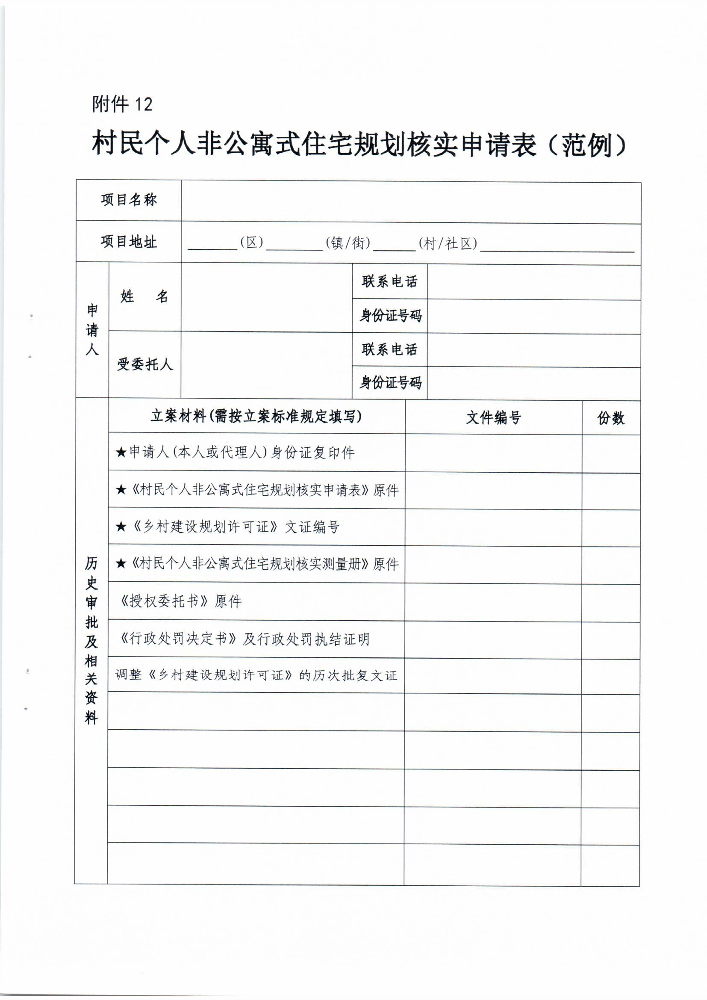 附件 12
村民个人非公寓式住宅规划核实申请表（范例）
项目名称
项目地址 ______(区)______(镇/街)______(村/社区)______
申请人
姓 名
联系电话
身份证号码
受委托人
联系电话
身份证号码
历史审批及相关资料
立案材料(需按立案标准规定填写) 文件编号 份数
★申请人(本人或代理人)身份证复印件
★《村民个人非公寓式住宅规划核实申请表》原件
★《乡村建设规划许可证》文证编号
★《村民个人非公寓式住宅规划核实测量册》原件
《授权委托书》原件
《行政处罚决定书》及行政处罚执结证明
调整《乡村建设规划许可证》的历次批复文证